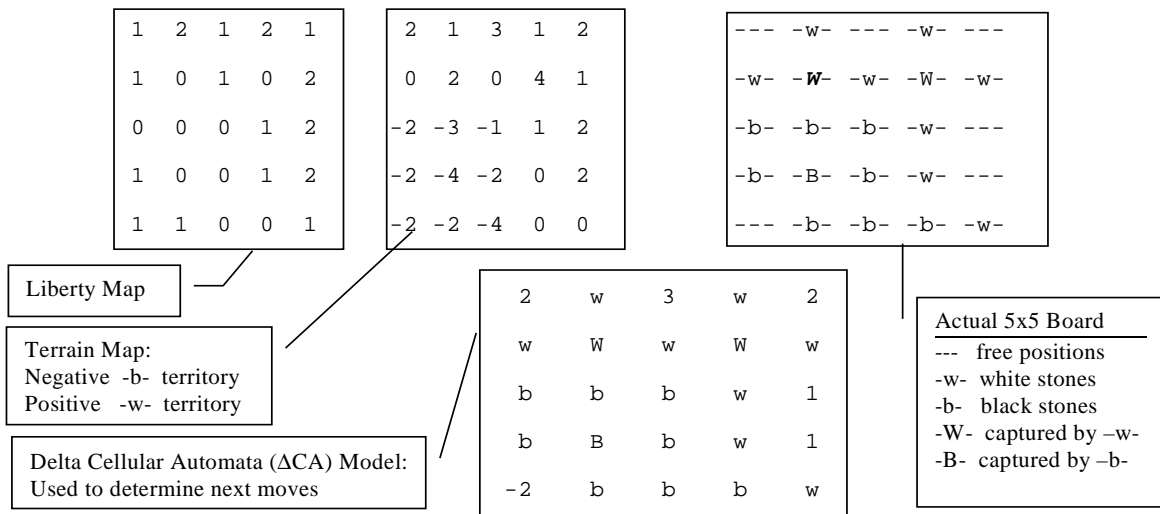 1 2 1 2 1
1 0 1 0 2
0 0 0 1 2
1 0 0 1 2
1 1 0 0 1
2 1 3 1 2
0 2 0 4 1
-2 -3 -1 1 2
-2 -4 -2 0 2
-2 -2 -4 0 0
--- -w- --- -w- ---
-w- -W- -w- -W- -w-
-b- -b- -b- -w- ---
-b- -B- -b- -w- ---
--- -b- -b- -b- -w-
Liberty Map
Terrain Map:
Negative -b- territory
Positive -w- territory
Delta Cellular Automata (ΔCA) Model:
Used to determine next moves
2 w 3 w 2
w W w W w
b b b w 1
b B b w 1
-2 b b b w
Actual 5x5 Board
--- free positions
-w- white stones
-b- black stones
-W- captured by –w-
-B- captured by –b-